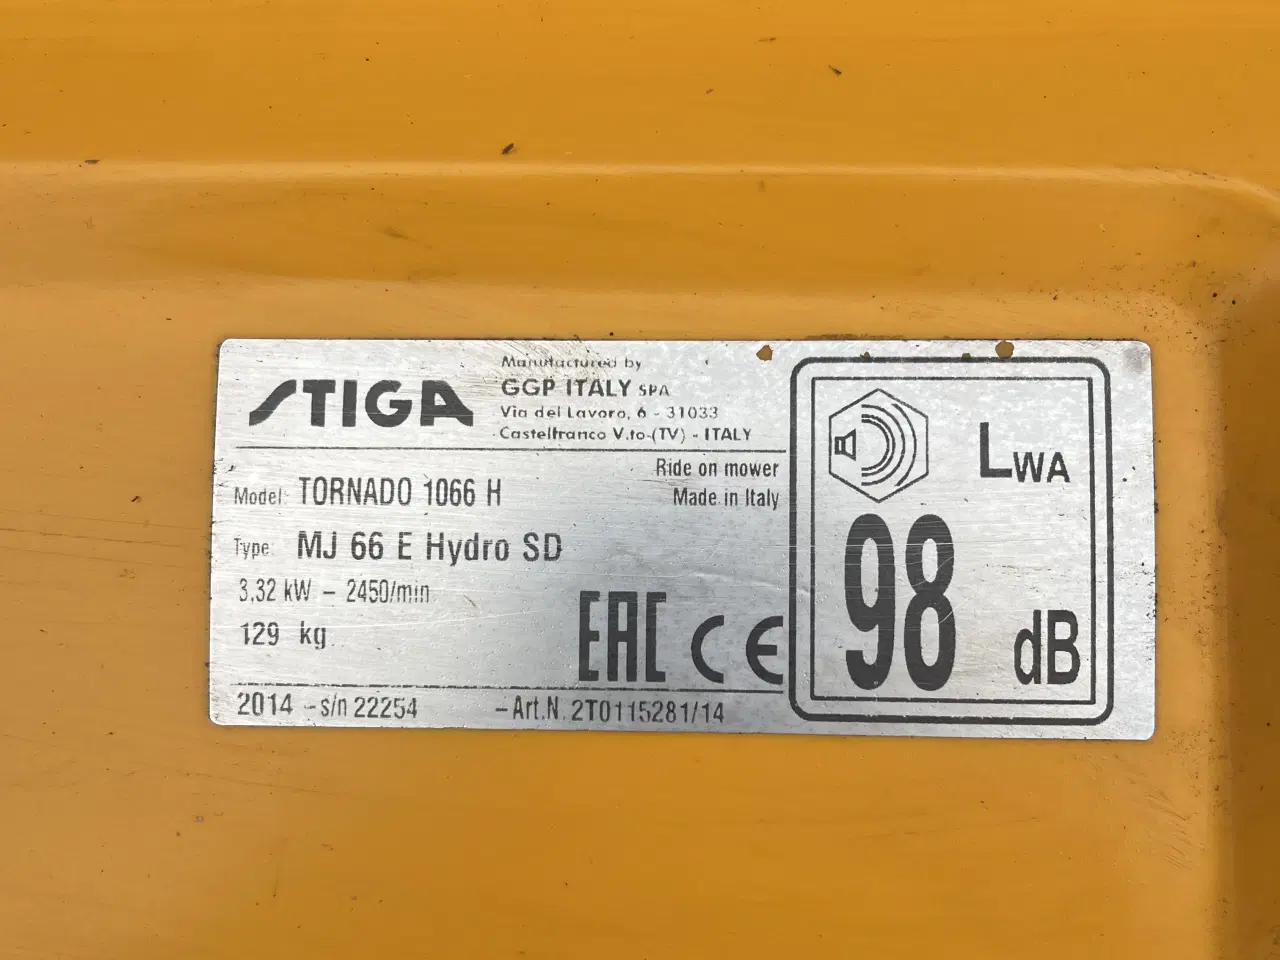 STIGA
Manufactured by
GGP ITALY SPA
Via del Lavoro, 6 - 31033
Castelfranco V.to-(TV) - ITALY
Ride on mower
Made in Italy
Model TORNADO 1066 H
Type MJ 66 E Hydro SD
3,32 kW - 2450/min
129 kg
EAC CE
2014 - s/n 22254 - Art.N. 2T0115281/14
LWA
98 dB